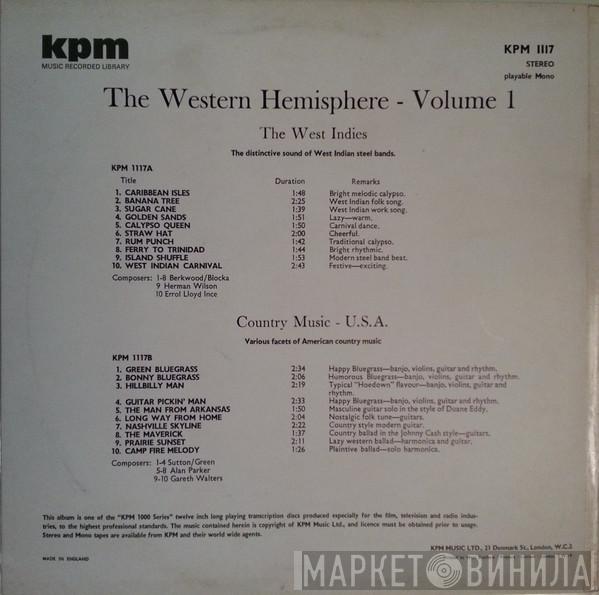 kpm
MUSIC RECORDED LIBRARY
KPM 1117
STEREO
playable Mono
The Western Hemisphere - Volume 1
The West Indies
The distinctive sound of West Indian steel bands.
KPM 1117A
Title Duration Remarks
1. CARIBBEAN ISLES 1:48 Bright melodic calypso.
2. BANANA TREE 2:25 West Indian folk song.
3. SUGAR CANE 1:39 West Indian work song.
4. GOLDEN SANDS 1:51 Lazy—warm.
5. CALYPSO QUEEN 1:50 Carnival dance.
6. STRAW HAT 2:00 Cheerful.
7. RUM PUNCH 1:42 Traditional calypso.
8. FERRY TO TRINIDAD 1:44 Bright rhythmic.
9. ISLAND SHUFFLE 1:53 Modern steel band beat.
10. WEST INDIAN CARNIVAL 2:43 Festive—exciting.
Composers: 1-8 Berkwood/Blocka
9 Herman Wilson
10 Errol Lloyd Ince
Country Music - U.S.A.
Various facets of American country music
KPM 1117B
1. GREEN BLUEGRASS 2:34 Happy Bluegrass—banjo, violins, guitar and rhythm.
2. BONNY BLUEGRASS 2:06 Humorous Bluegrass—banjo, violins, guitar and rhythm.
3. HILLBILLY MAN 2:19 Typical "Hoedown" flavour—banjo, violins, guitar and
rhythm.
4. GUITAR PICKIN' MAN 2:33 Happy Bluegrass—banjo, violins, guitar and rhythm.
5. THE MAN FROM ARKANSAS 1:50 Masculine guitar solo in the style of Duane Eddy.
6. LONG WAY FROM HOME 2:04 Nostalgic folk tune—guitars.
7. NASHVILLE SKYLINE 2:22 Country style modern guitar.
8. THE MAVERICK 1:37 Country ballad in the Johnny Cash style—guitars.
9. PRAIRIE SUNSET 2:11 Lazy western ballad—harmonica and guitar.
10. CAMP FIRE MELODY 1:26 Plaintive ballad—solo harmonica.
Composers: 1-4 Sutton/Green
5-8 Alan Parker
9-10 Gareth Walters
This album is one of the "KPM 1000 Series" twelve inch long playing transcription discs produced especially for the film, television and radio indus-
tries, to the highest professional standards. The music contained herein is copyright of KPM Music Ltd., and licence must be obtained prior to usage.
Stereo and Mono tapes are available from KPM and their world wide agents.
KPM MUSIC LTD., 21 Denmark St., London, W.C.2
MADE IN ENGLAND
МАРКЕТ ВИНИЛА